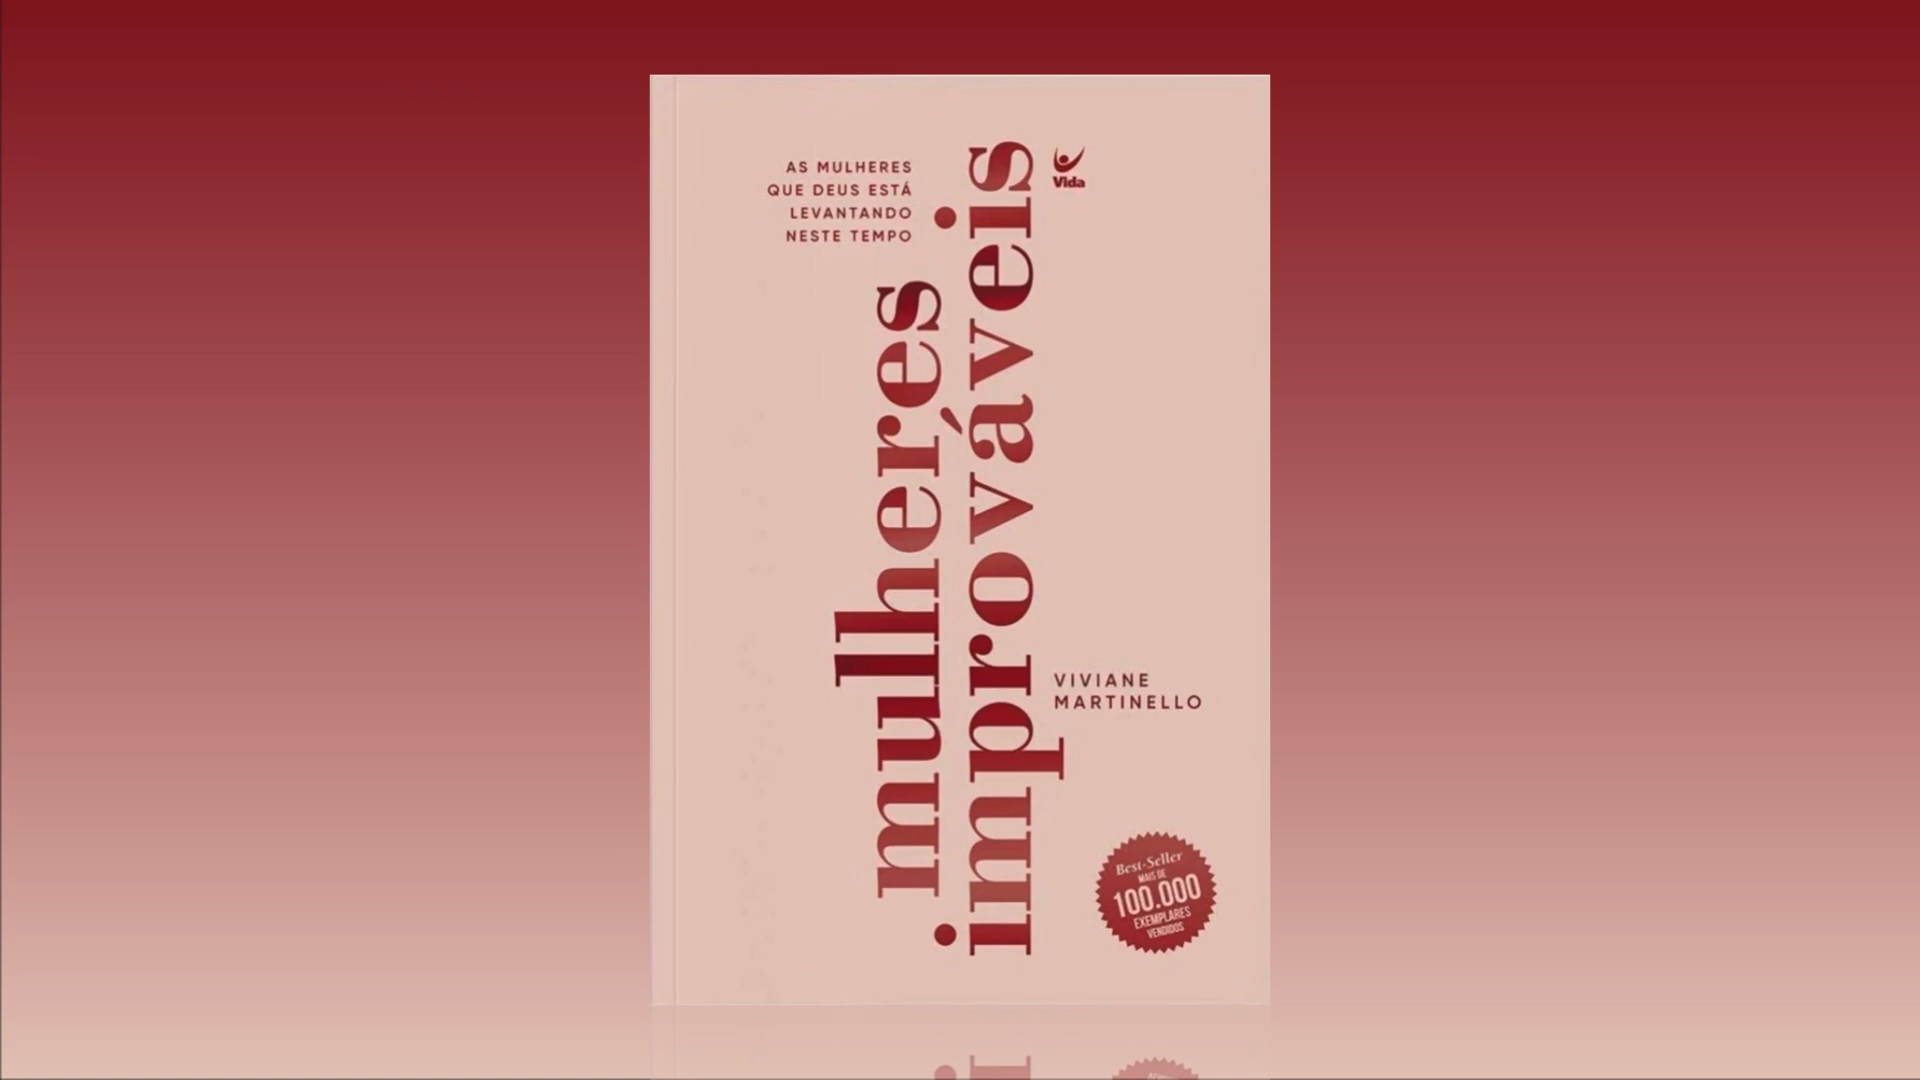 AS MULHERES
QUE DEUS ESTÁ
LEVANTANDO
NESTE TEMPO
mulheres
improváveis
Vida
VIVIANE
MARTINELLO
Best-Seller
MAIS DE
100.000
EXEMPLARES
VENDIDOS